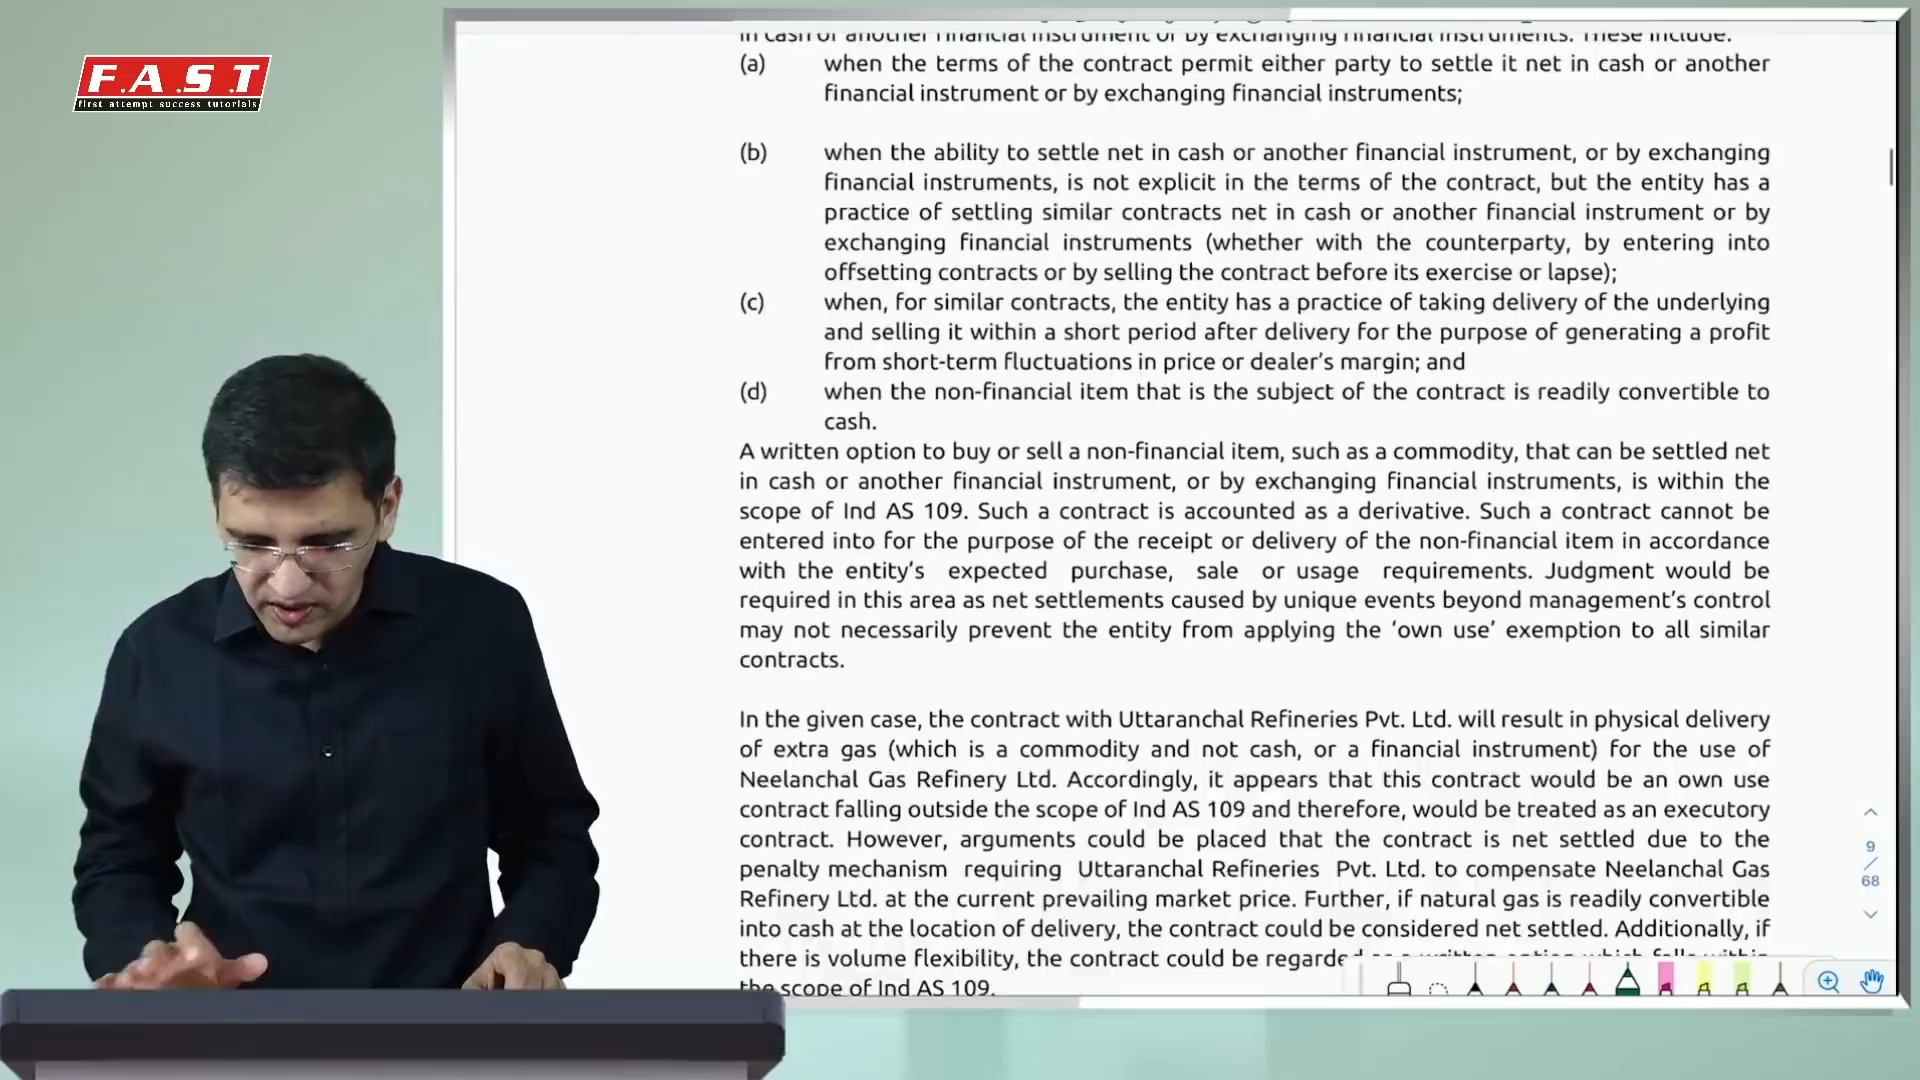 F.A.S.T
first attempt success tutorials
in cash or another financial instrument or by exchanging financial instruments. These include:
(a) when the terms of the contract permit either party to settle it net in cash or another
financial instrument or by exchanging financial instruments;
(b) when the ability to settle net in cash or another financial instrument, or by exchanging
financial instruments, is not explicit in the terms of the contract, but the entity has a
practice of settling similar contracts net in cash or another financial instrument or by
exchanging financial instruments (whether with the counterparty, by entering into
offsetting contracts or by selling the contract before its exercise or lapse);
(c) when, for similar contracts, the entity has a practice of taking delivery of the underlying
and selling it within a short period after delivery for the purpose of generating a profit
from short-term fluctuations in price or dealer's margin; and
(d) when the non-financial item that is the subject of the contract is readily convertible to
cash.
A written option to buy or sell a non-financial item, such as a commodity, that can be settled net
in cash or another financial instrument, or by exchanging financial instruments, is within the
scope of Ind AS 109. Such a contract is accounted as a derivative. Such a contract cannot be
entered into for the purpose of the receipt or delivery of the non-financial item in accordance
with the entity's expected purchase, sale or usage requirements. Judgment would be
required in this area as net settlements caused by unique events beyond management's control
may not necessarily prevent the entity from applying the 'own use' exemption to all similar
contracts.
In the given case, the contract with Uttaranchal Refineries Pvt. Ltd. will result in physical delivery
of extra gas (which is a commodity and not cash, or a financial instrument) for the use of
Neelanchal Gas Refinery Ltd. Accordingly, it appears that this contract would be an own use
contract falling outside the scope of Ind AS 109 and therefore, would be treated as an executory
contract. However, arguments could be placed that the contract is net settled due to the
penalty mechanism requiring Uttaranchal Refineries Pvt. Ltd. to compensate Neelanchal Gas
Refinery Ltd. at the current prevailing market price. Further, if natural gas is readily convertible
into cash at the location of delivery, the contract could be considered net settled. Additionally, if
there is volume flexibility, the contract could be regarded
the scope of Ind AS 109.
9
/
68